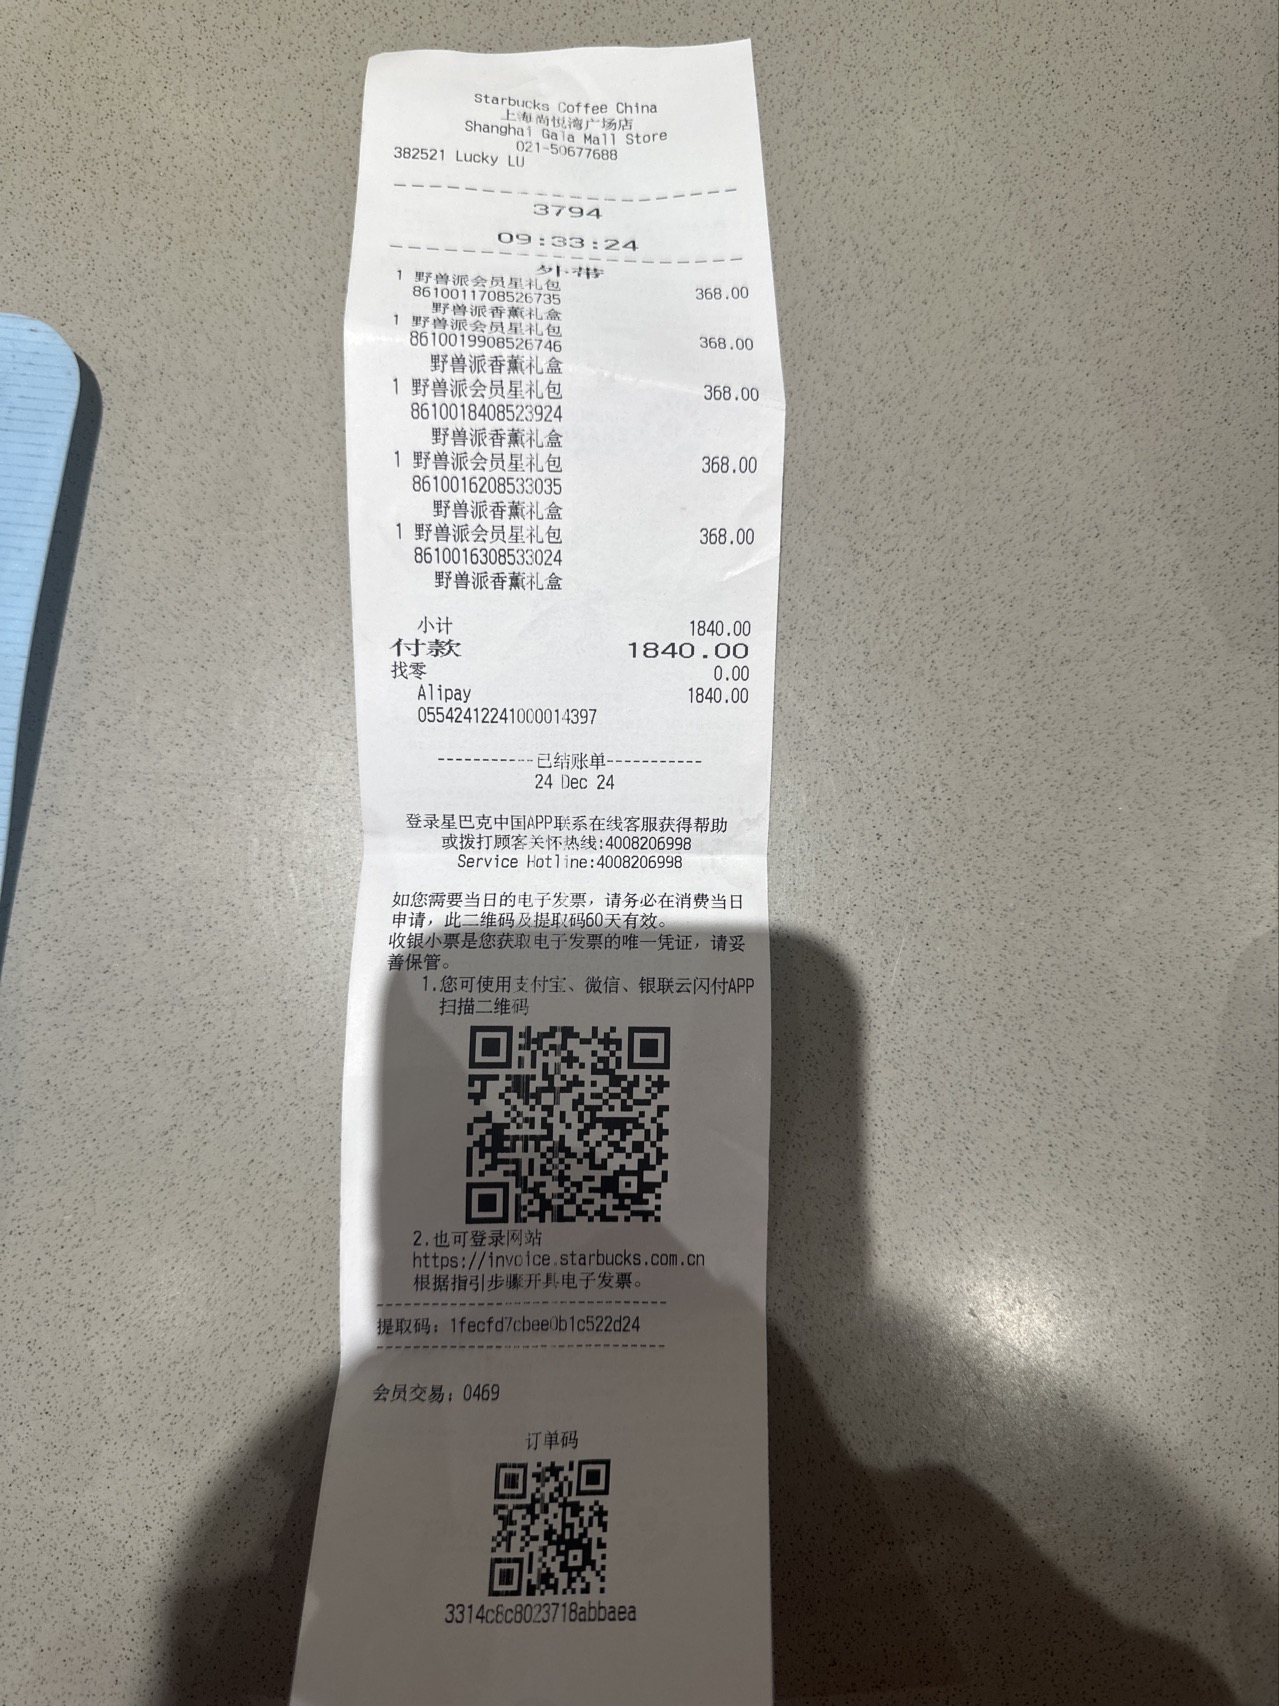 Starbucks Coffee China
上海尚悦湾广场店
Shanghai Gala Mall Store
021-50677688
382521 Lucky LU
3794
09:33:24
外带
1 野兽派会员星礼包 368.00
8610011708526735
野兽派香薰礼盒
1 野兽派会员星礼包 368.00
8610019908526746
野兽派香薰礼盒
1 野兽派会员星礼包 368.00
8610018408523924
野兽派香薰礼盒
1 野兽派会员星礼包 368.00
8610016208533035
野兽派香薰礼盒
1 野兽派会员星礼包 368.00
8610016308533024
野兽派香薰礼盒
小计 1840.00
付款 1840.00
找零 0.00
Alipay 1840.00
05542412241000014397
-----------已结账单-----------
24 Dec 24
登录星巴克中国APP联系在线客服获得帮助
或拨打顾客关怀热线:4008206998
Service Hotline:4008206998
如您需要当日的电子发票，请务必在消费当日
申请，此二维码及提取码60天有效。
收银小票是您获取电子发票的唯一凭证，请妥
善保管。
1.您可使用支付宝、微信、银联云闪付APP
扫描二维码
2.也可登录网站
https://invoice.starbucks.com.cn
根据指引步骤开具电子发票。
提取码：1fecfd7cbee0b1c522d24
会员交易：0469
订单码
3314c8c8023718abbaea